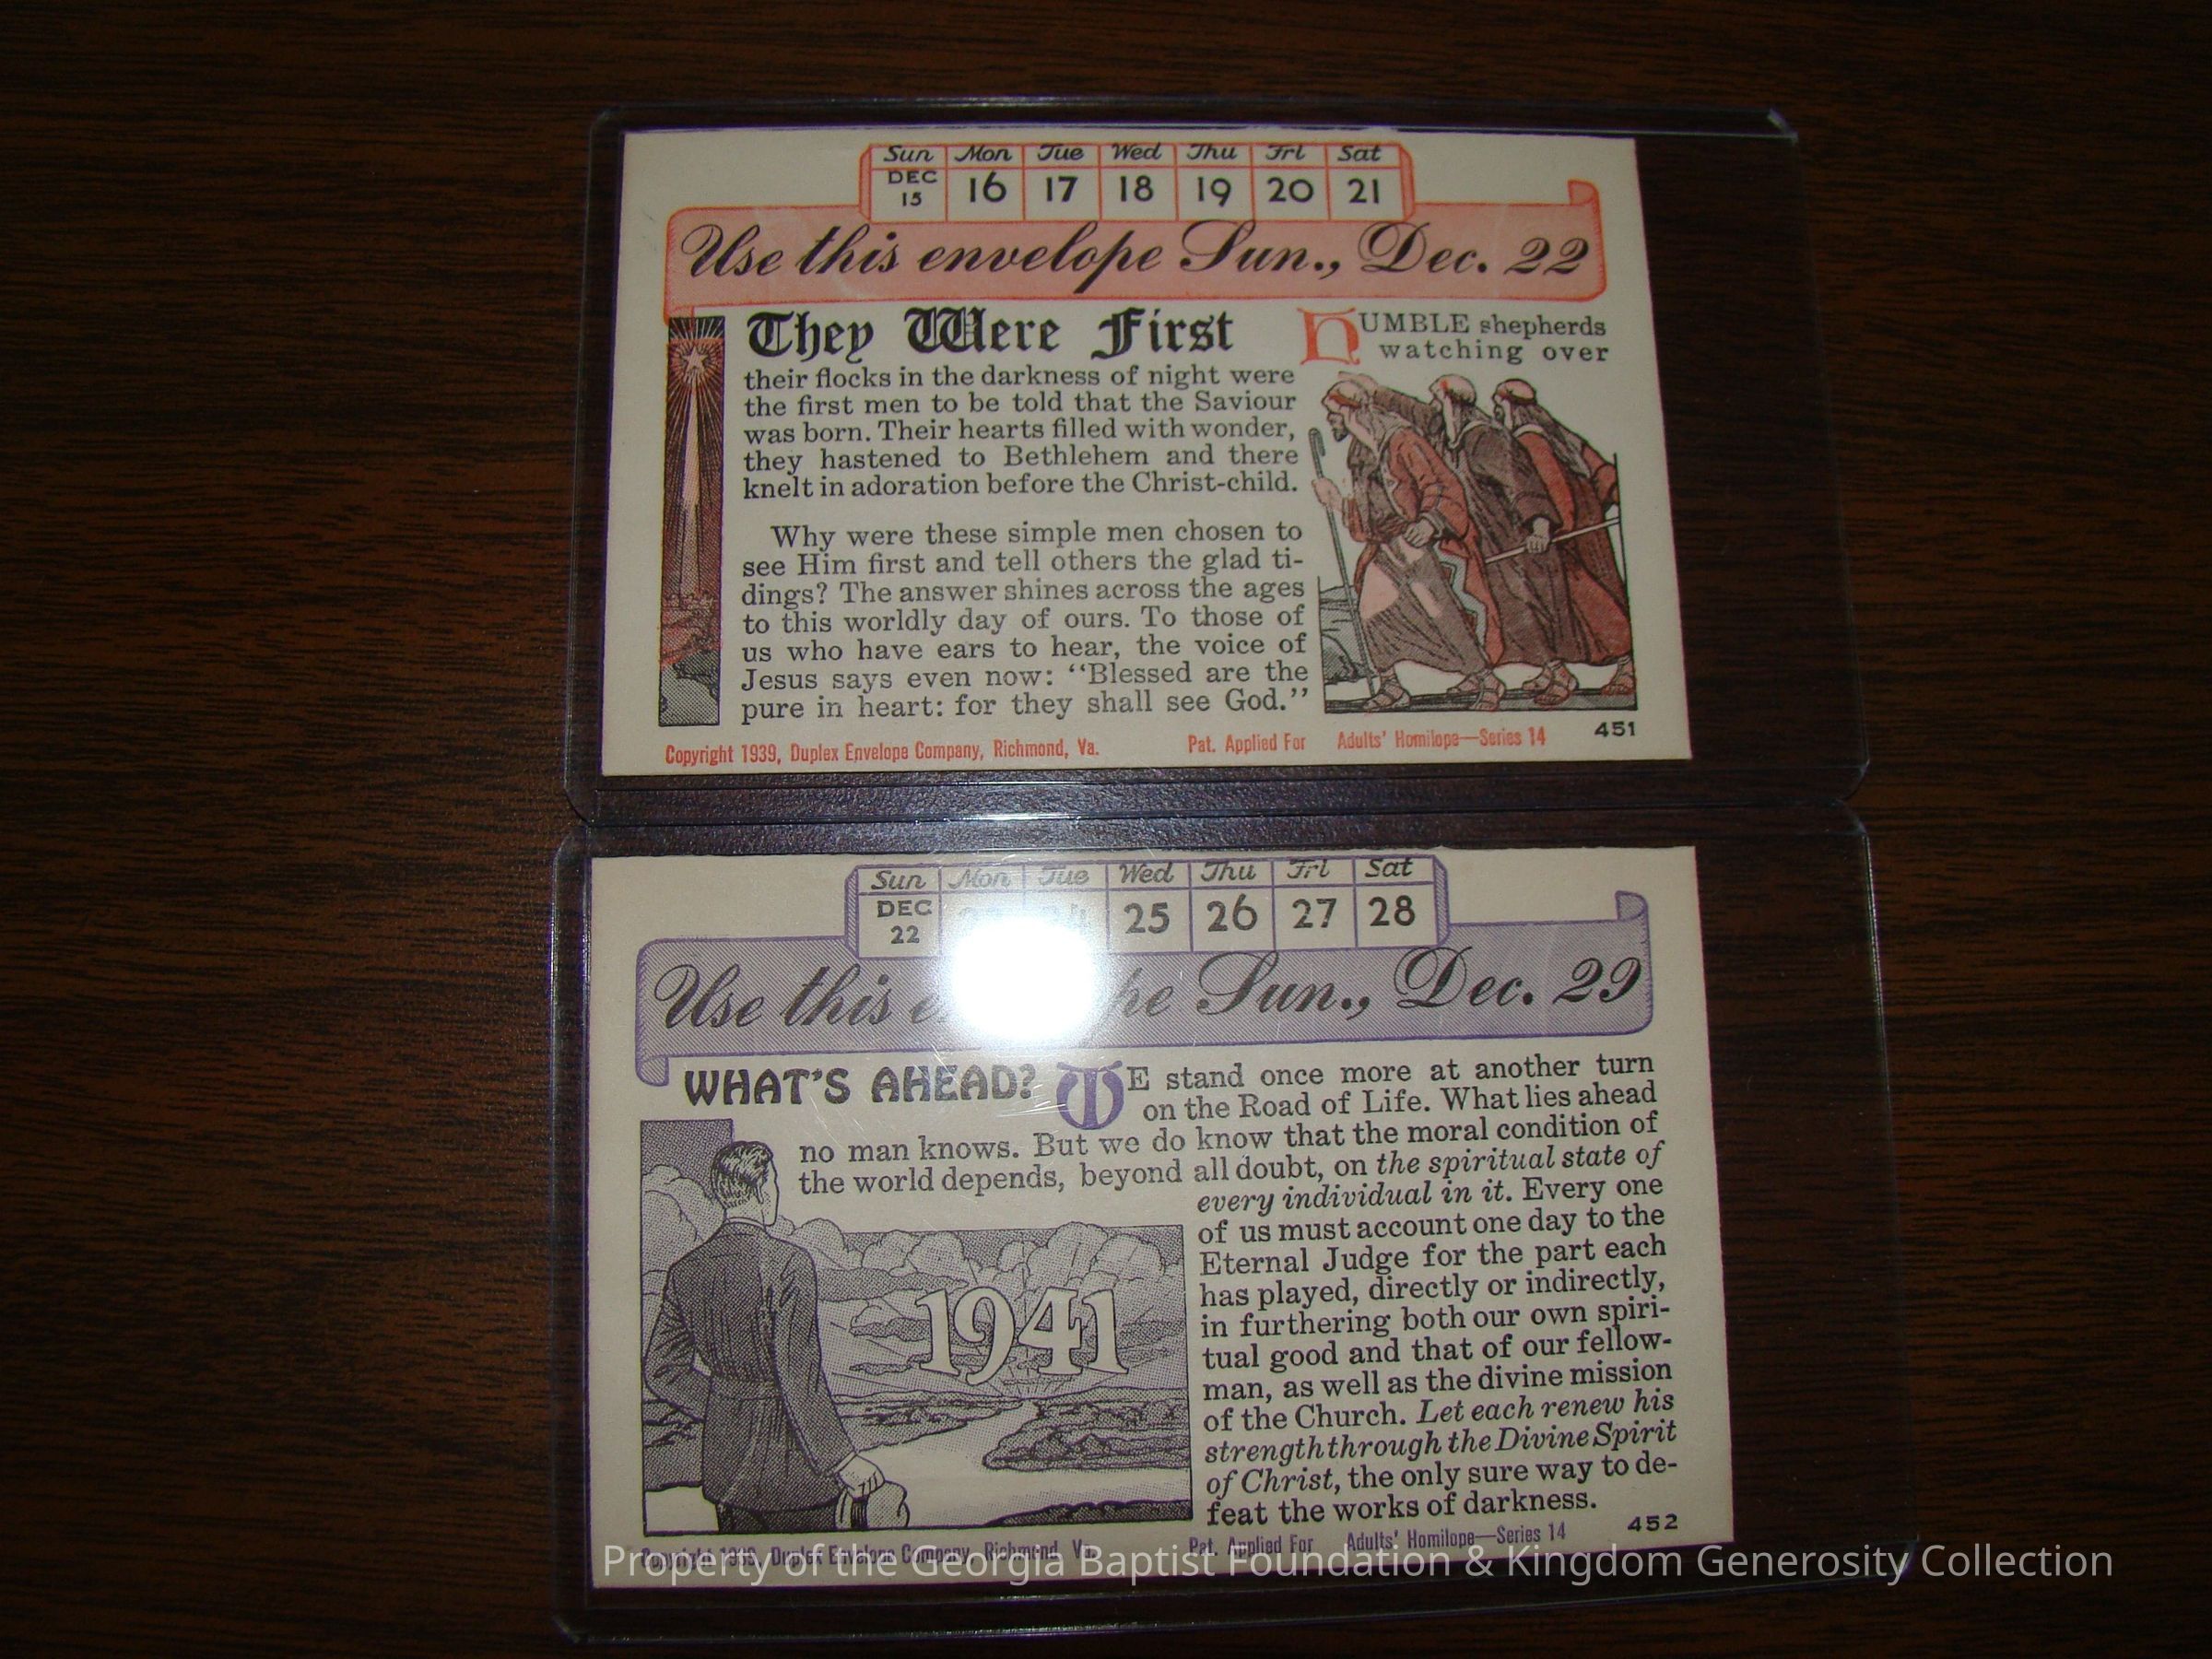 Sun Mon Tue Wed Thu Fri Sat
DEC 15 16 17 18 19 20 21
Use this envelope Sun., Dec. 22
They Were First
HUMBLE shepherds
watching over
their flocks in the darkness of night were
the first men to be told that the Saviour
was born. Their hearts filled with wonder,
they hastened to Bethlehem and there
knelt in adoration before the Christ-child.
Why were these simple men chosen to
see Him first and tell others the glad ti-
dings? The answer shines across the ages
to this worldly day of ours. To those of
us who have ears to hear, the voice of
Jesus says even now: “Blessed are the
pure in heart: for they shall see God.”
451
Copyright 1939, Duplex Envelope Company, Richmond, Va. Pat. Applied For Adults' Homilope—Series 14
Sun Mon Tue Wed Thu Fri Sat
DEC 22 25 26 27 28
Use this Sun., Dec. 29
WHAT'S AHEAD?
WE stand once more at another turn
on the Road of Life. What lies ahead
no man knows. But we do know that the moral condition of
the world depends, beyond all doubt, on the spiritual state of
every individual in it. Every one
of us must account one day to the
Eternal Judge for the part each
has played, directly or indirectly,
in furthering both our own spiri-
tual good and that of our fellow-
man, as well as the divine mission
of the Church. Let each renew his
strength through the Divine Spirit
of Christ, the only sure way to de-
feat the works of darkness.
1941
452
Copyright 1939, Duplex Envelope Company, Richmond, Va. Pat. Applied For Adults' Homilope—Series 14
Property of the Georgia Baptist Foundation & Kingdom Generosity Collection